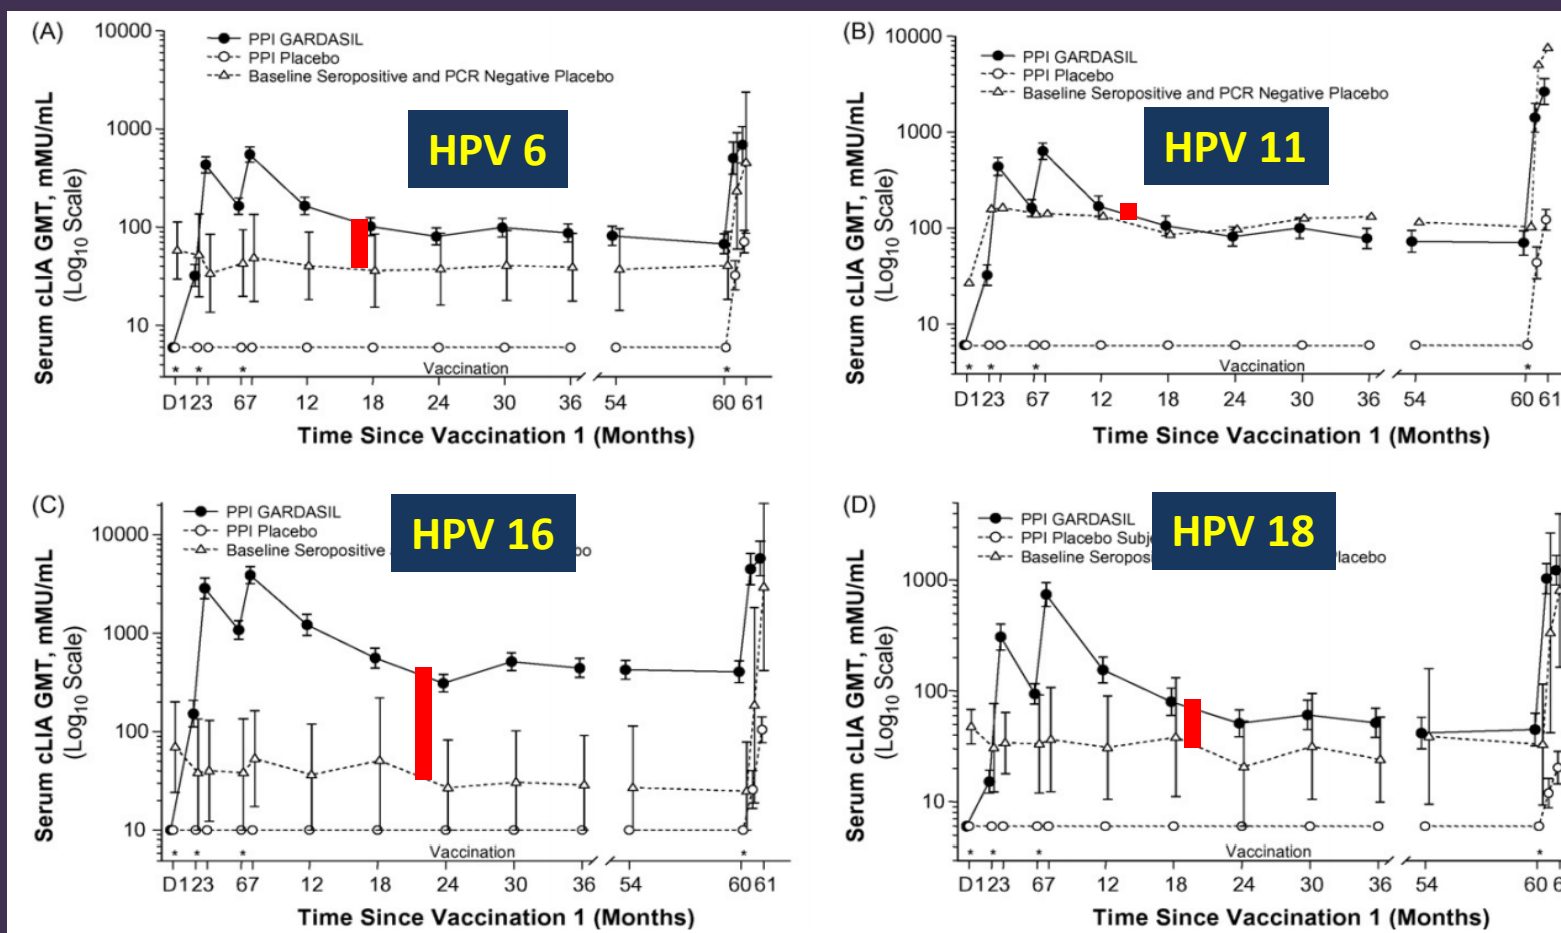 (A)
10000
1000
100
10
Serum cLIA GMT, mMU/mL
(Log10 Scale)
PPI GARDASIL
PPI Placebo
Baseline Seropositive and PCR Negative Placebo
HPV 6
Vaccination
* * * *
D1 2 3 6 7 12 18 24 30 36 54 60 61
Time Since Vaccination 1 (Months)
(B)
10000
1000
100
10
Serum cLIA GMT, mMU/mL
(Log10 Scale)
PPI GARDASIL
PPI Placebo
Baseline Seropositive and PCR Negative Placebo
HPV 11
Vaccination
* * * *
D1 2 3 6 7 12 18 24 30 36 54 60 61
Time Since Vaccination 1 (Months)
(C)
10000
1000
100
10
Serum cLIA GMT, mMU/mL
(Log10 Scale)
PPI GARDASIL
PPI Placebo
Baseline Seropositive
HPV 16
Vaccination
* * * *
D1 2 3 6 7 12 18 24 30 36 54 60 61
Time Since Vaccination 1 (Months)
(D)
1000
100
10
Serum cLIA GMT, mMU/mL
(Log10 Scale)
PPI GARDASIL
PPI Placebo
Baseline Placebo
HPV 18
Vaccination
* * * *
D1 2 3 6 7 12 18 24 30 36 54 60
Time Since Vaccination 1 (Months)